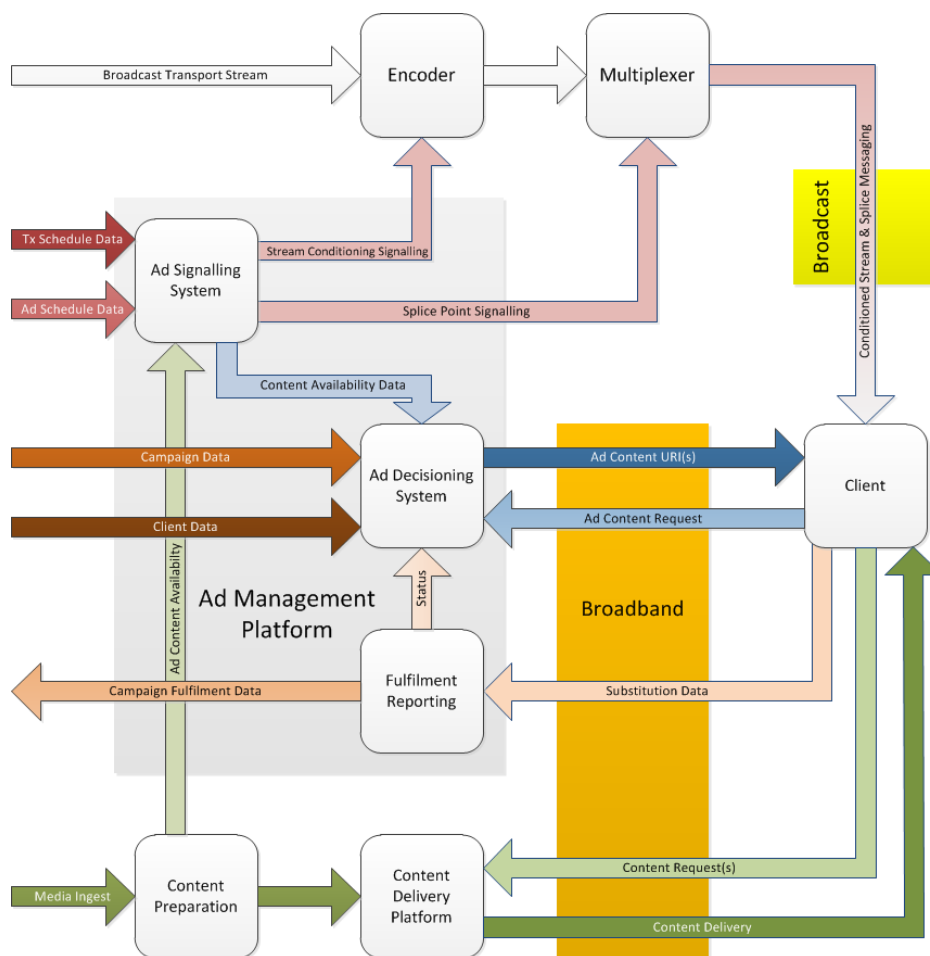 Broadcast Transport Stream
Encoder
Multiplexer
Conditioned Stream & Splice Messaging
Broadcast
Tx Schedule Data
Ad Signalling
System
Stream Conditioning Signalling
Ad Schedule Data
Splice Point Signalling
Content Availability Data
Campaign Data
Ad Decisioning
System
Ad Content URI(s)
Client
Client Data
Ad Content Request
Ad Content Availabilty
Status
Ad Management
Platform
Broadband
Campaign Fulfilment Data
Fulfilment
Reporting
Substitution Data
Media Ingest
Content
Preparation
Content
Delivery
Platform
Content Request(s)
Content Delivery